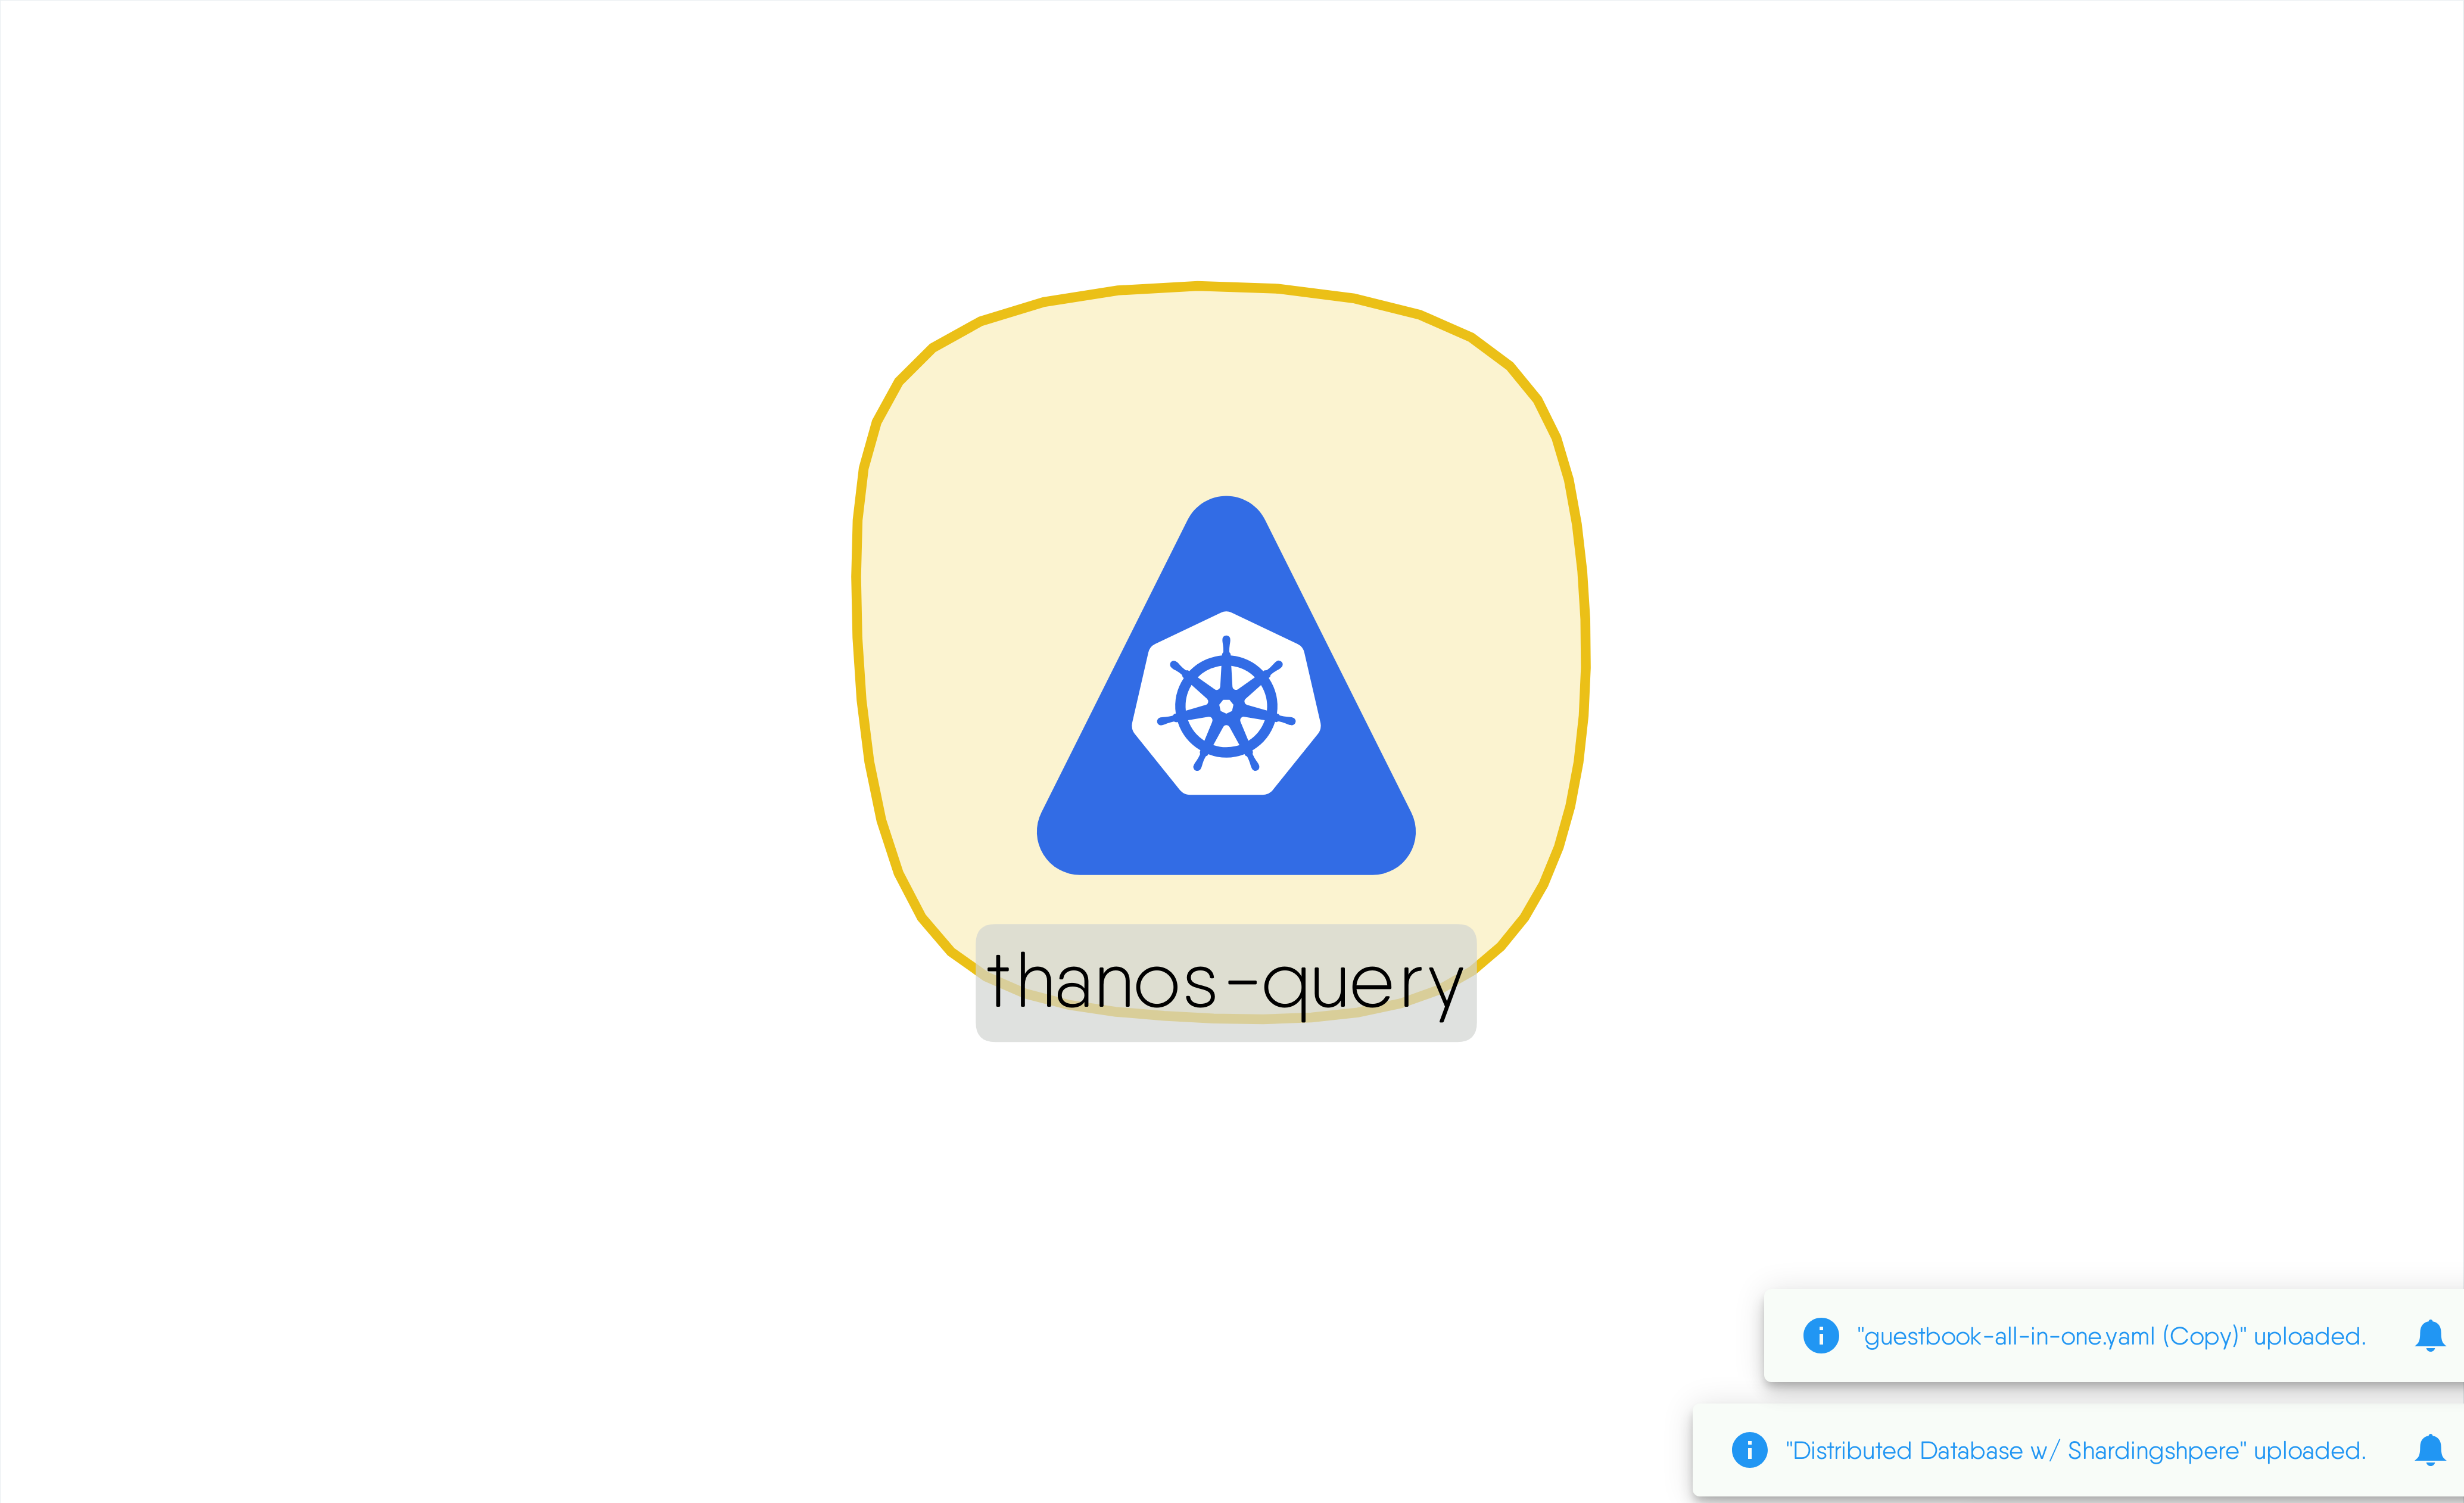 thanos-query
"guestbook-all-in-one.yaml (Copy)" uploaded.
"Distributed Database w/ Shardingshpere" uploaded.